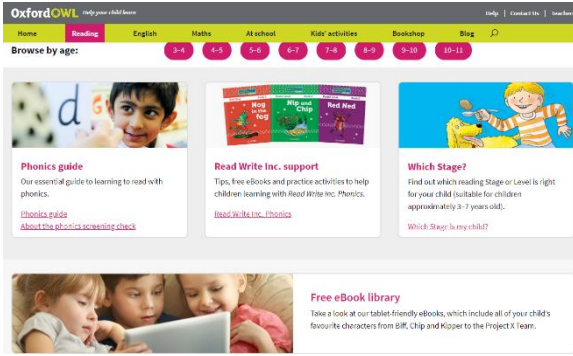 OxfordOWL Help your child learn
Help | Contact Us | teachers
Home Reading English Maths At school Kids' activities Bookshop Blog
Browse by age: 3–4 4–5 5–6 6–7 7–8 8–9 9–10 10–11
d
Nog in the fog
Nip and Chip
Red Ned
Phonics guide
Our essential guide to learning to read with
phonics.
Phonics guide
About the phonics screening check
Read Write Inc. support
Tips, free eBooks and practice activities to help
children learning with Read Write Inc. Phonics.
Read Write Inc. Phonics
Which Stage?
Find out which reading Stage or Level is right
for your child (suitable for children
approximately 3–7 years old).
Which Stage is my child?
Free eBook library
Take a look at our tablet-friendly eBooks, which include all of your child's
favourite characters from Biff, Chip and Kipper to the Project X Team.